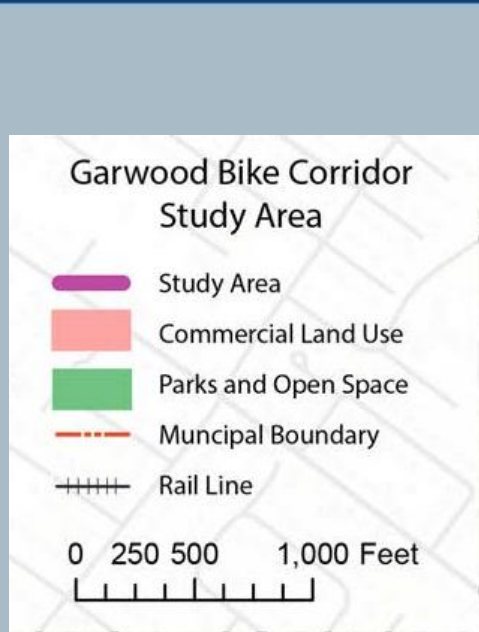 Garwood Bike Corridor
Study Area
Study Area
Commercial Land Use
Parks and Open Space
Muncipal Boundary
Rail Line
0 250 500 1,000 Feet